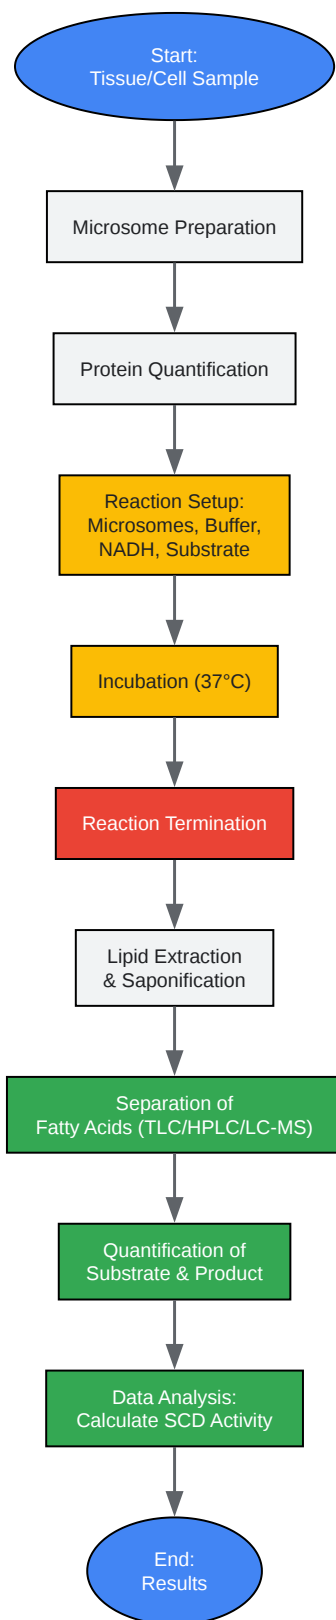 Start:
Tissue/Cell Sample
Microsome Preparation
Protein Quantification
Reaction Setup:
Microsomes, Buffer,
NADH, Substrate
Incubation (37°C)
Reaction Termination
Lipid Extraction
& Saponification
Separation of
Fatty Acids (TLC/HPLC/LC-MS)
Quantification of
Substrate & Product
Data Analysis:
Calculate SCD Activity
End:
Results